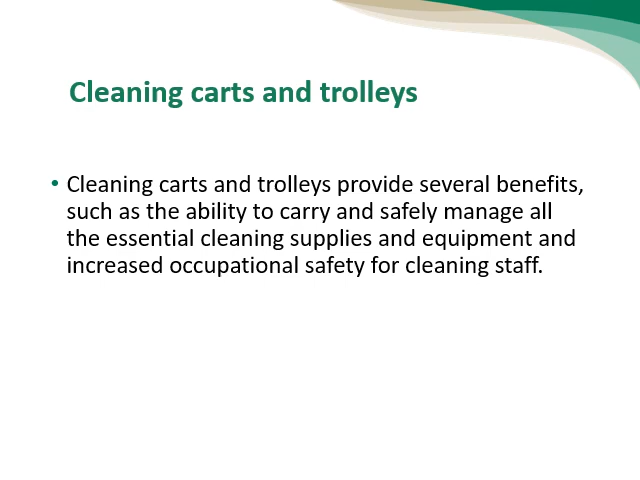 Cleaning carts and trolleys
• Cleaning carts and trolleys provide several benefits,
such as the ability to carry and safely manage all
the essential cleaning supplies and equipment and
increased occupational safety for cleaning staff.